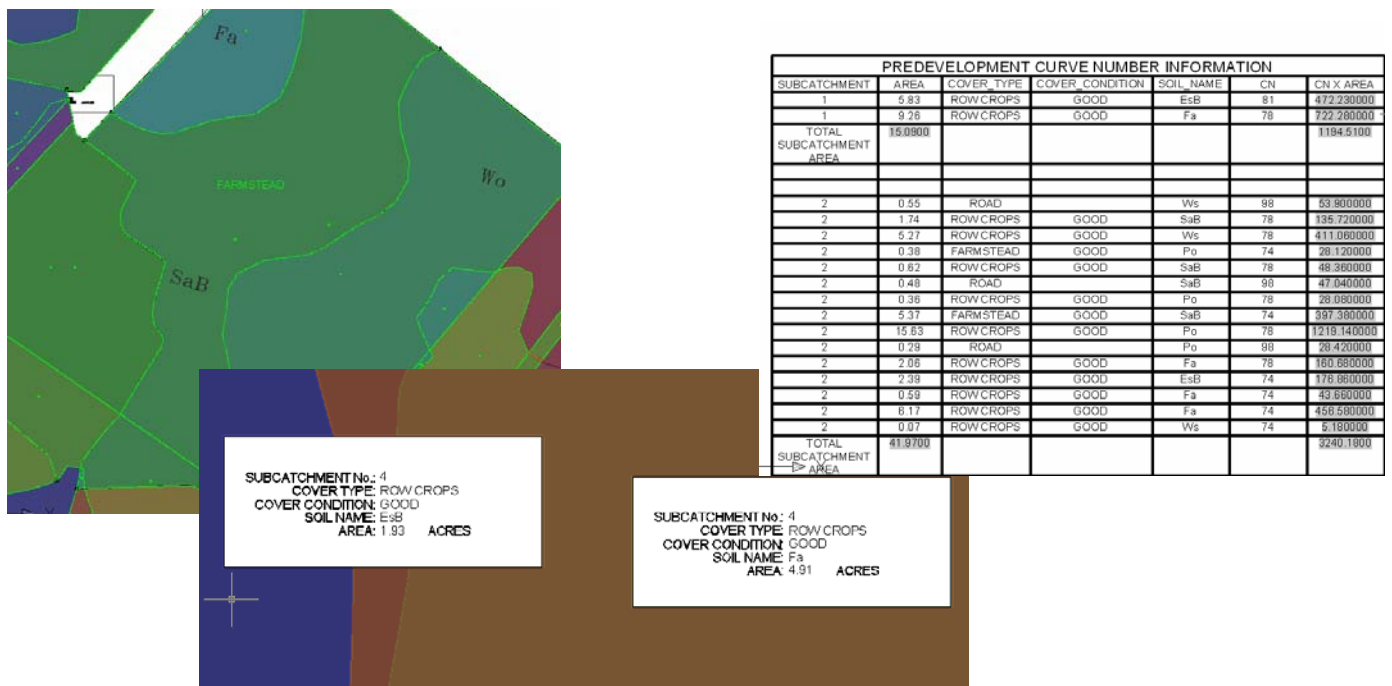 Fa
FARMSTEAD
Wo
SaB
PREDEVELOPMENT CURVE NUMBER INFORMATION
SUBCATCHMENT AREA COVER_TYPE COVER_CONDITION SOIL_NAME CN CN X AREA
1 5.83 ROW CROPS GOOD EsB 81 472.230000
1 9.26 ROW CROPS GOOD Fa 78 722.280000
TOTAL SUBCATCHMENT AREA 15.0900 1194.5100
2 0.55 ROAD Ws 98 53.900000
2 1.74 ROW CROPS GOOD SaB 78 135.720000
2 5.27 ROW CROPS GOOD Ws 78 411.060000
2 0.38 FARMSTEAD Po 74 28.120000
2 0.62 ROW CROPS GOOD SaB 78 48.360000
2 0.48 ROAD SaB 98 47.040000
2 0.36 ROW CROPS GOOD Po 78 28.080000
2 5.37 FARMSTEAD SaB 74 397.380000
2 15.63 ROW CROPS GOOD Po 78 1219.140000
2 0.29 ROAD Po 98 28.420000
2 2.06 ROW CROPS GOOD Fa 78 160.680000
2 2.39 ROW CROPS GOOD EsB 74 176.860000
2 0.59 ROW CROPS GOOD Fa 74 43.660000
2 6.17 ROW CROPS GOOD Fa 74 456.580000
2 0.07 ROW CROPS GOOD Ws 74 5.180000
TOTAL SUBCATCHMENT AREA 41.9700 3240.1800
SUBCATCHMENT No.: 4
COVER TYPE: ROW CROPS
COVER CONDITION: GOOD
SOIL NAME: EsB
AREA: 1.93 ACRES
SUBCATCHMENT No.: 4
COVER TYPE: ROW CROPS
COVER CONDITION: GOOD
SOIL NAME: Fa
AREA: 4.91 ACRES